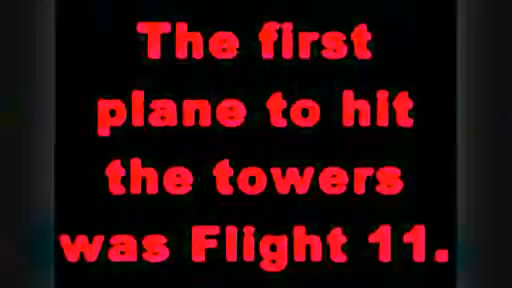 The first
plane to hit
the towers
was Flight 11.